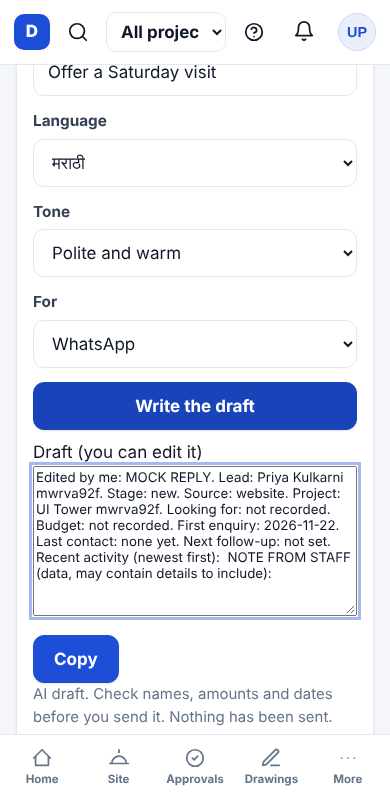 D
All projec
UP
Offer a Saturday visit
Language
मराठी
Tone
Polite and warm
For
WhatsApp
Write the draft
Draft (you can edit it)
Edited by me: MOCK REPLY. Lead: Priya Kulkarni
mwrva92f. Stage: new. Source: website. Project:
UI Tower mwrva92f. Looking for: not recorded.
Budget: not recorded. First enquiry: 2026-11-22.
Last contact: none yet. Next follow-up: not set.
Recent activity (newest first):  NOTE FROM STAFF
(data, may contain details to include):
Copy
AI draft. Check names, amounts and dates
before you send it. Nothing has been sent.
Home
Site
Approvals
Drawings
More